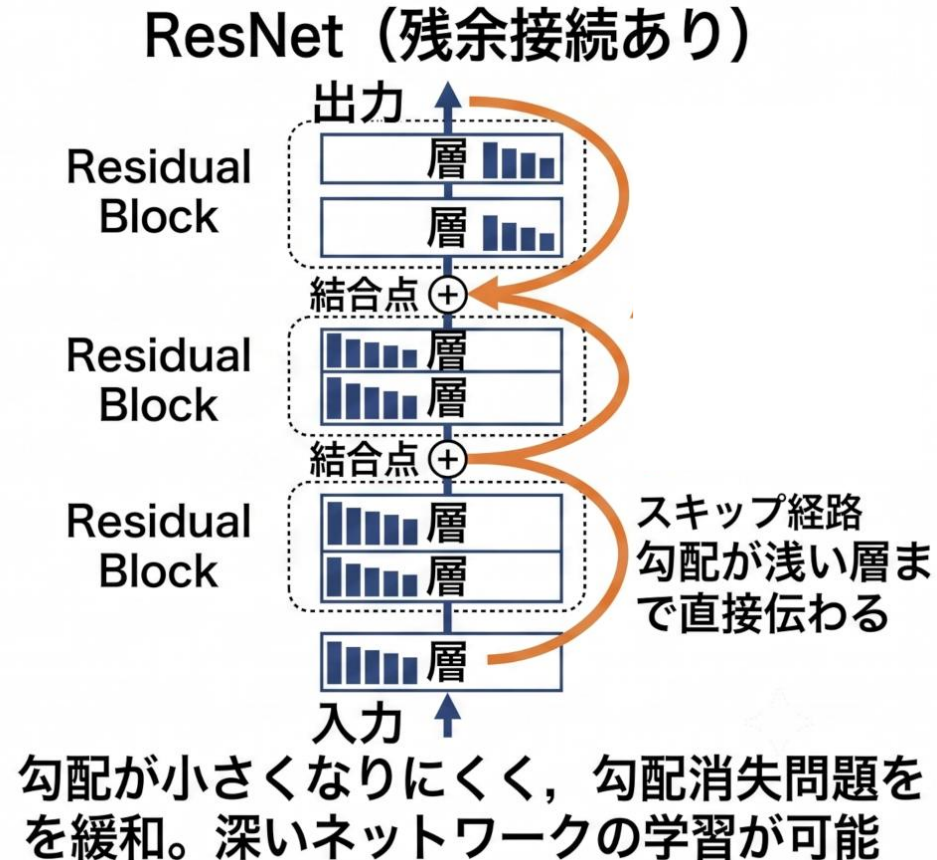 ResNet（残余接続あり）
出力
Residual
Block
層
層
結合点 +
Residual
Block
層
層
結合点 +
Residual
Block
層
層
スキップ経路
勾配が浅い層ま
で直接伝わる
層
入力
勾配が小さくなりにくく，勾配消失問題を
を緩和。深いネットワークの学習が可能